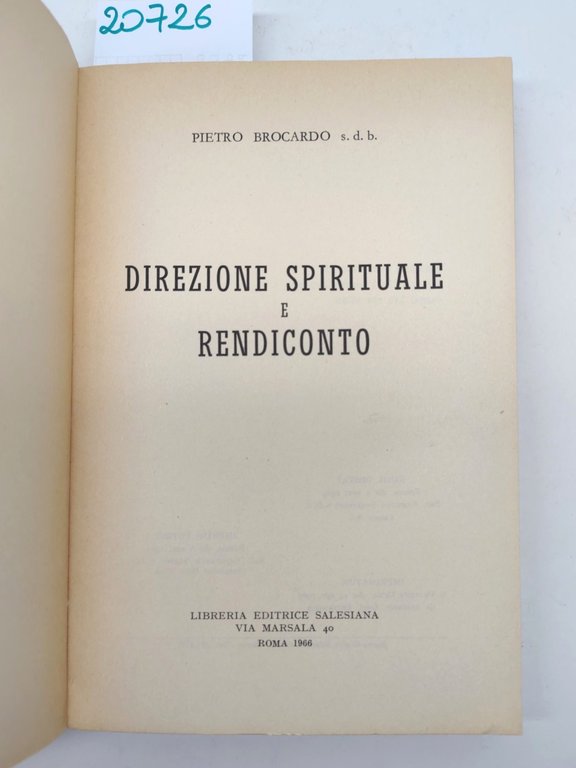 20726
PIETRO BROCARDO s. d. b.
DIREZIONE SPIRITUALE
E
RENDICONTO
LIBRERIA EDITRICE SALESIANA
VIA MARSALA 40
ROMA 1966